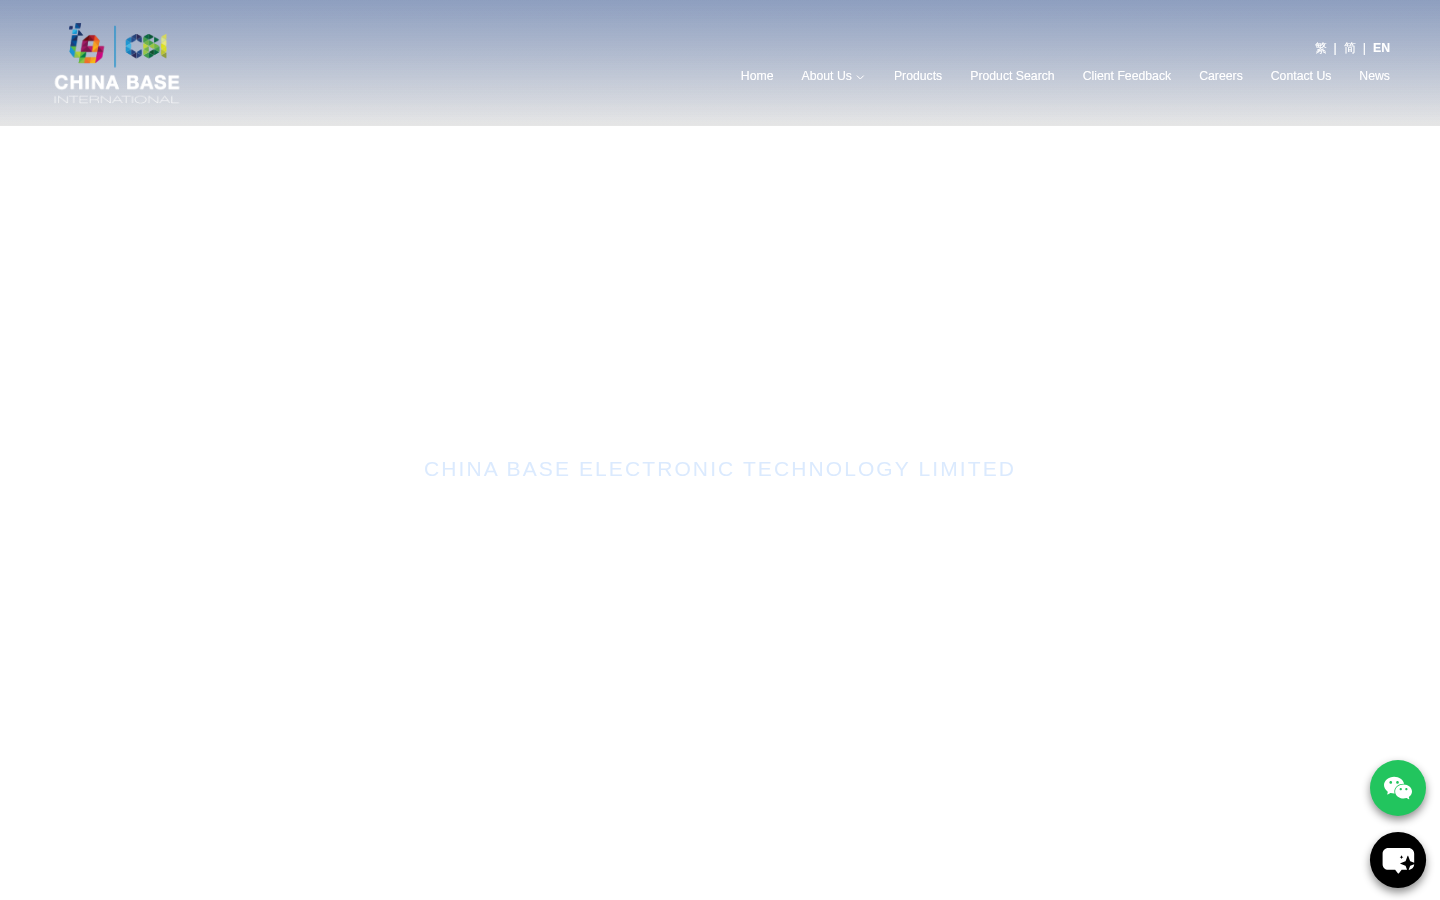 CBI
CHINA BASE
INTERNATIONAL
繁 | 简 | EN
Home About Us Products Product Search Client Feedback Careers Contact Us News
CHINA BASE ELECTRONIC TECHNOLOGY LIMITED